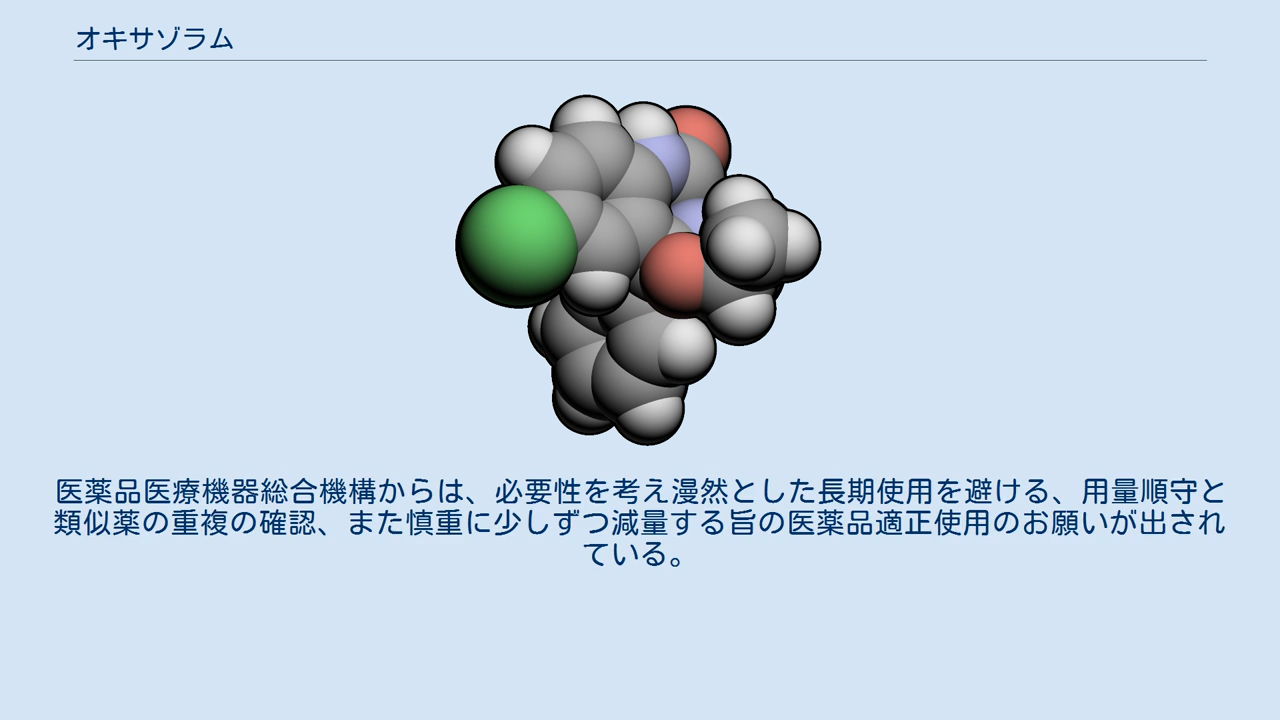 オキサゾラム
医薬品医療機器総合機構からは、必要性を考え漫然とした長期使用を避ける、用量順守と
類似薬の重複の確認、また慎重に少しずつ減量する旨の医薬品適正使用のお願いが出され
ている。